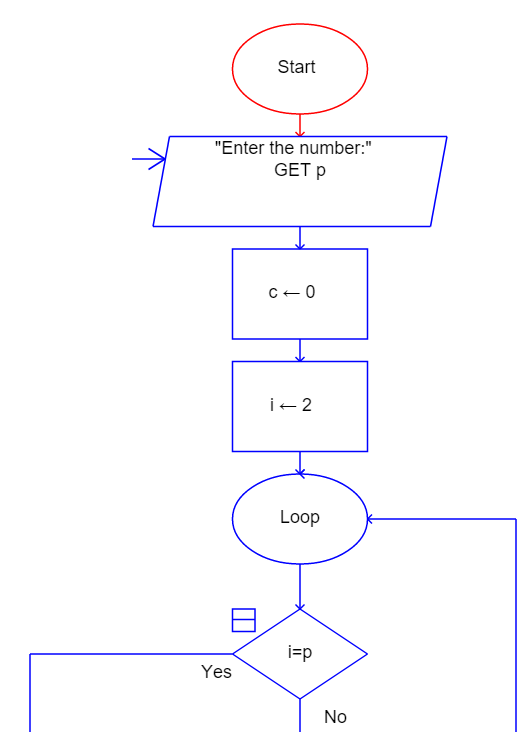 Start
"Enter the number:"
GET p
c ← 0
i ← 2
Loop
i=p
Yes
No